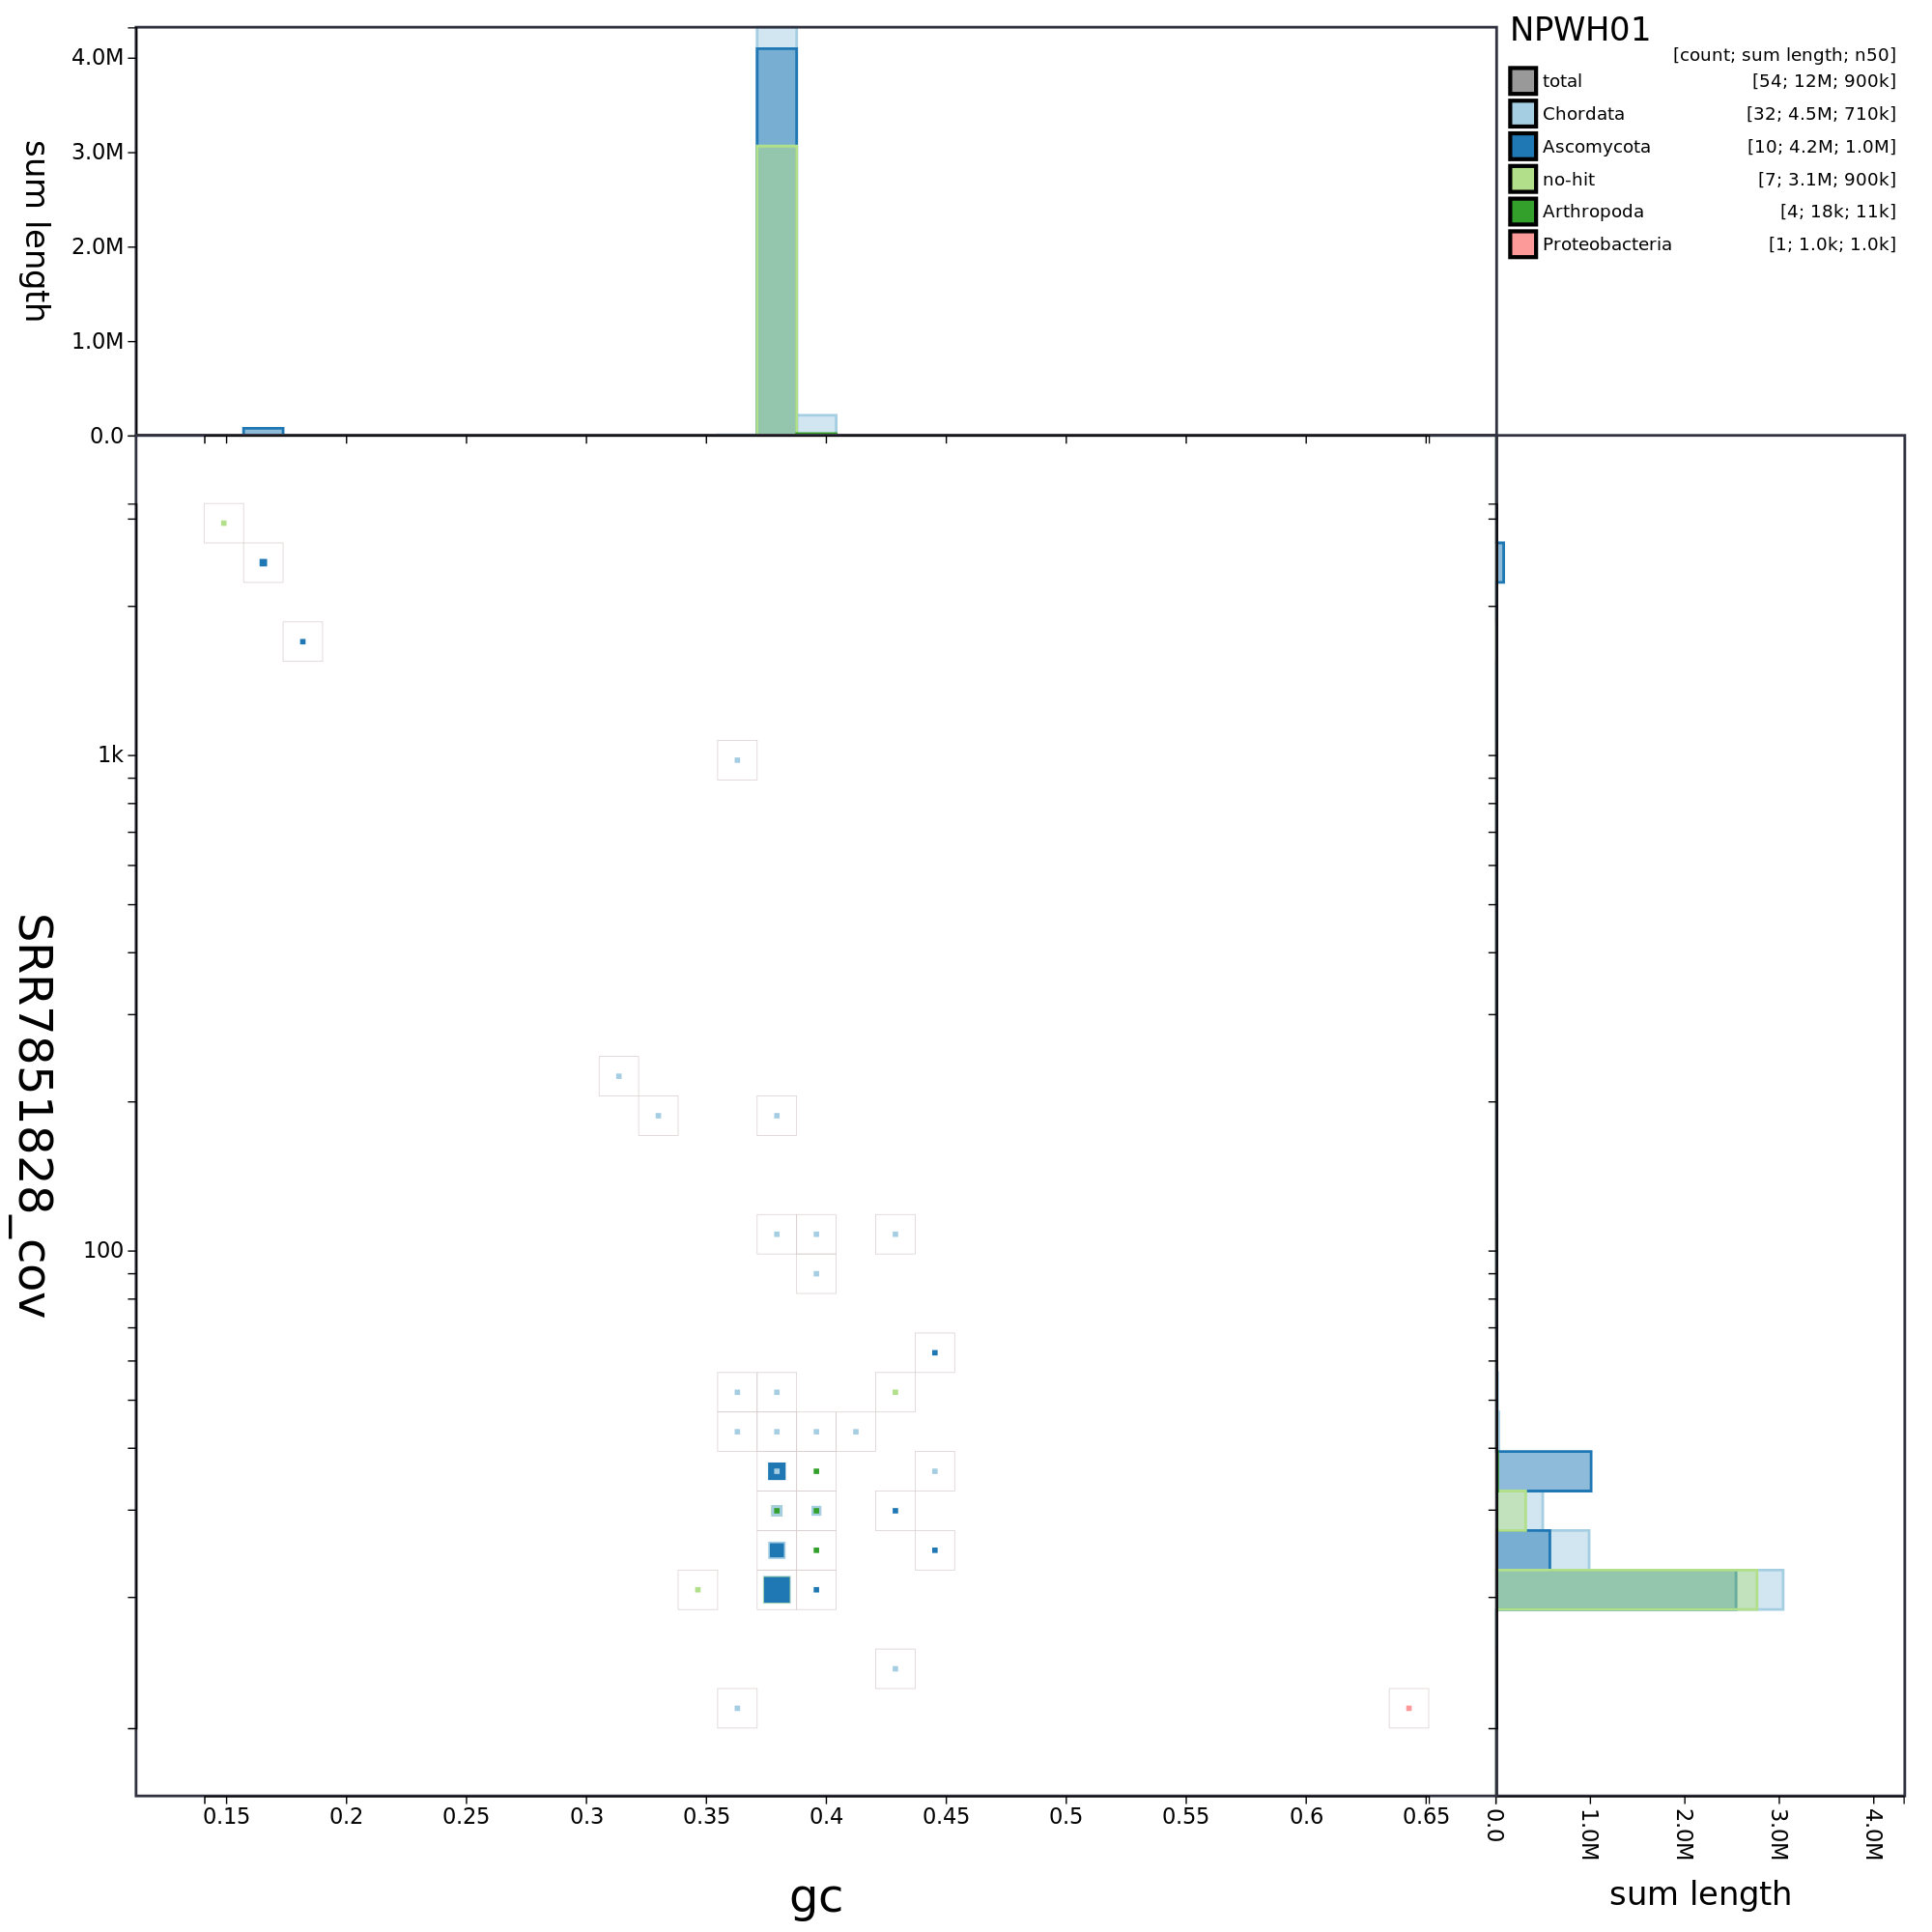 NPWH01
[count; sum length; n50]
total [54; 12M; 900k]
Chordata [32; 4.5M; 710k]
Ascomycota [10; 4.2M; 1.0M]
no-hit [7; 3.1M; 900k]
Arthropoda [4; 18k; 11k]
Proteobacteria [1; 1.0k; 1.0k]
sum length
4.0M
3.0M
2.0M
1.0M
0.0
SRR7851828_cov
1k
100
0.15 0.2 0.25 0.3 0.35 0.4 0.45 0.5 0.55 0.6 0.65
gc
0.0 1.0M 2.0M 3.0M 4.0M
sum length